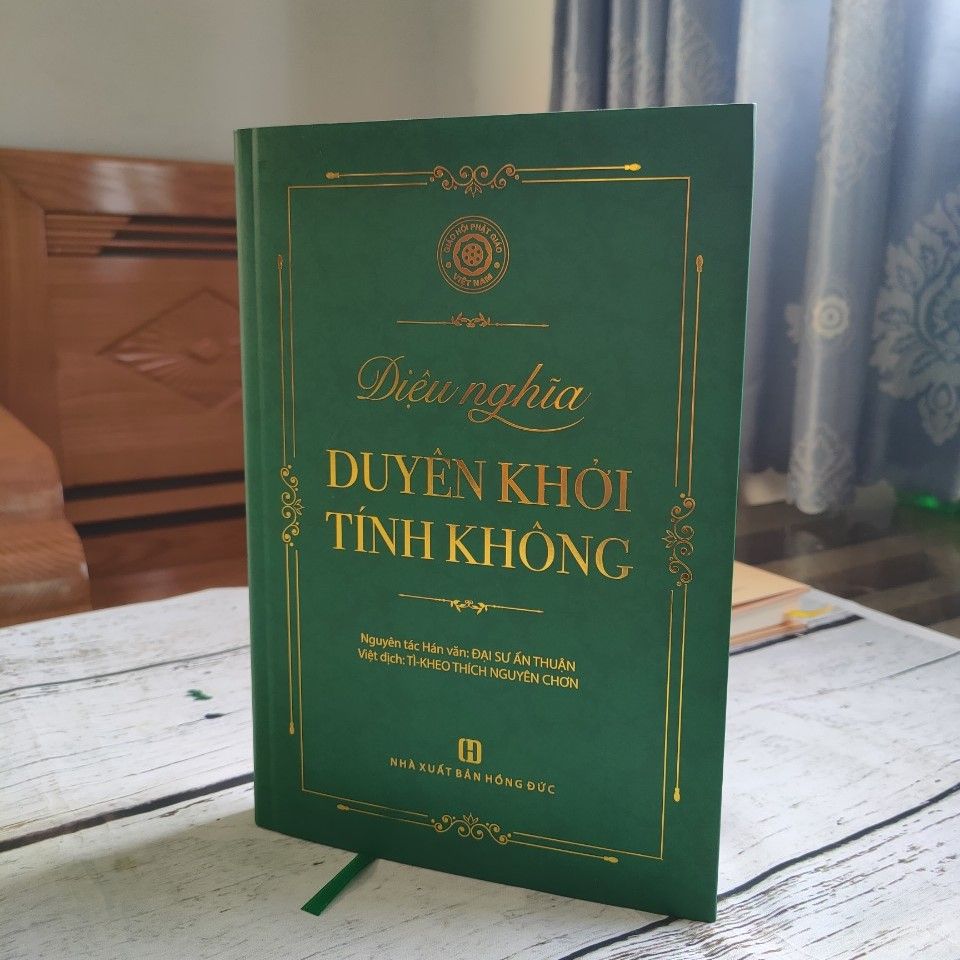 GIÁO HỘI PHẬT GIÁO
VIỆT NAM
Diệu nghĩa
DUYÊN KHỞI
TÍNH KHÔNG
Nguyên tác Hán văn: ĐẠI SƯ ẤN THUẬN
Việt dịch: TÌ-KHEO THÍCH NGUYÊN CHƠN
NHÀ XUẤT BẢN HỒNG ĐỨC